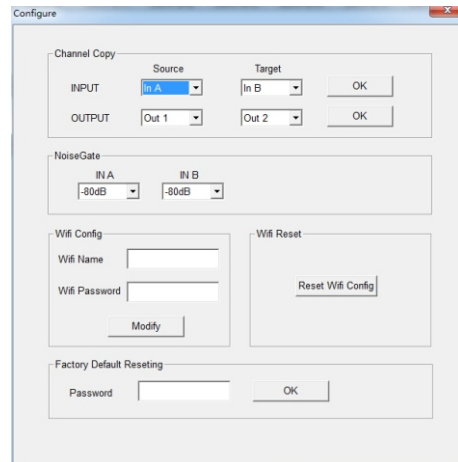 Configure
Channel Copy
Source Target
INPUT In A In B OK
OUTPUT Out 1 Out 2 OK
NoiseGate
IN A IN B
-80dB -80dB
Wifi Config Wifi Reset
Wifi Name
Wifi Password Reset Wifi Config
Modify
Factory Default Reseting
Password OK